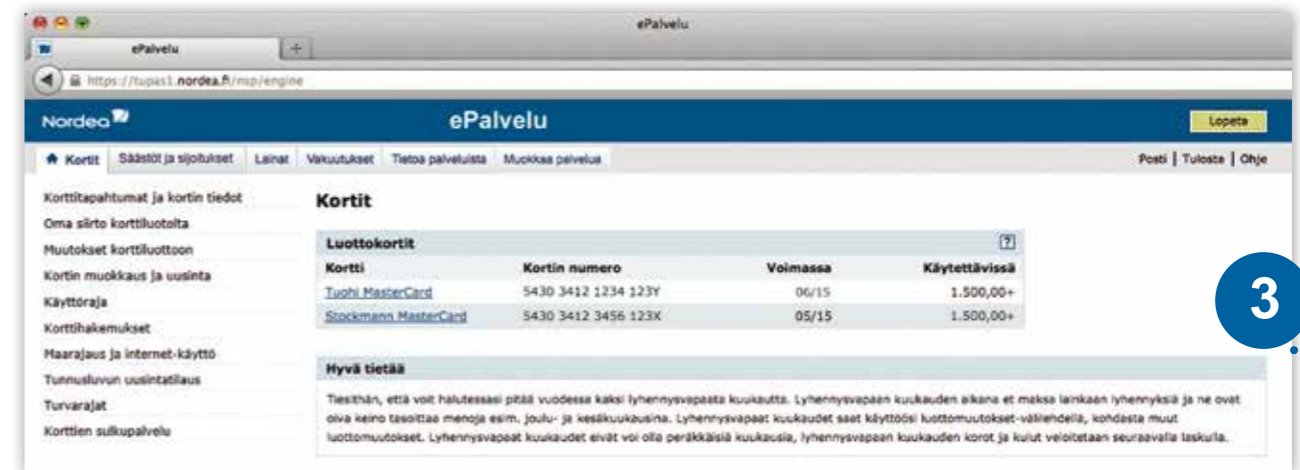 ePalvelu
ePalvelu
https://tupas1.nordea.fi/nsp/engine
Nordea ePalvelu Lopeta
Kortit Säästöt ja sijoitukset Lainat Vakuutukset Tietoa palveluista Muokkaa palvelua Posti | Tulosta | Ohje
Korttitapahtumat ja kortin tiedot
Oma siirto korttiluotolta
Muutokset korttiluottoon
Kortin muokkaus ja uusinta
Käyttöraja
Korttihakemukset
Maarajaus ja internet-käyttö
Tunnusluvun uusintatilaus
Turvarajat
Korttien sulkupalvelu
Kortit
Luottokortit ?
Kortti Kortin numero Voimassa Käytettävissä
Tuohi MasterCard 5430 3412 1234 123Y 06/15 1.500,00+
Stockmann MasterCard 5430 3412 3456 123X 05/15 1.500,00+
3
Hyvä tietää
Tiesithän, että voit halutessasi pitää vuodessa kaksi lyhennysvapaata kuukautta. Lyhennysvapaan kuukauden aikana et maksa lainkaan lyhennyksiä ja ne ovat
oiva keino tasoittaa menoja esim. joulu- ja kesäkuukausina. Lyhennysvapaat kuukaudet saat käyttöösi luottomuutokset-välilehdellä, kohdasta muut
luottomuutokset. Lyhennysvapaat kuukaudet eivät voi olla peräkkäisiä kuukausia, lyhennysvapaan kuukauden korot ja kulut veloitetaan seuraavalla laskulla.